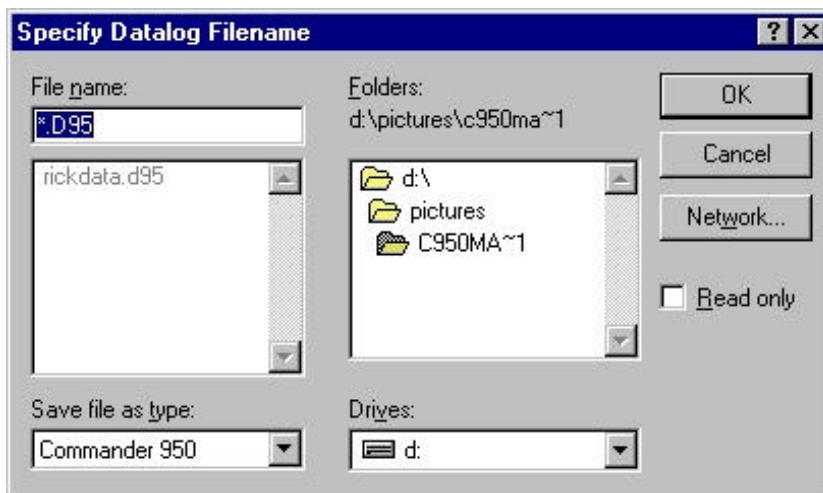 Specify Datalog Filename
File name:
*.D95
rickdata.d95
Save file as type:
Commander 950
Folders:
d:\pictures\c950ma~1
d:\
pictures
C950MA~1
Drives:
d:
OK
Cancel
Network...
Read only